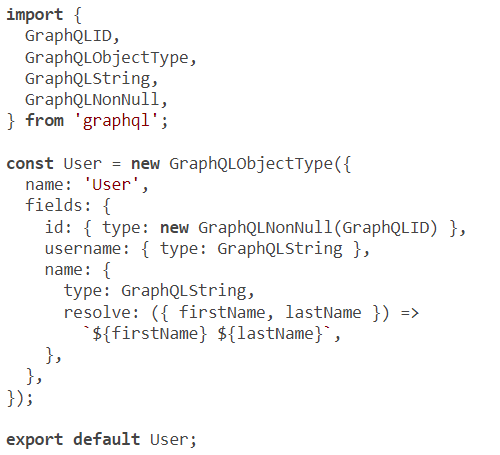 import {
  GraphQLID,
  GraphQLObjectType,
  GraphQLString,
  GraphQLNonNull,
} from 'graphql';

const User = new GraphQLObjectType({
  name: 'User',
  fields: {
    id: { type: new GraphQLNonNull(GraphQLID) },
    username: { type: GraphQLString },
    name: {
      type: GraphQLString,
      resolve: ({ firstName, lastName }) =>
        `${firstName} ${lastName}`,
    },
  },
});

export default User;